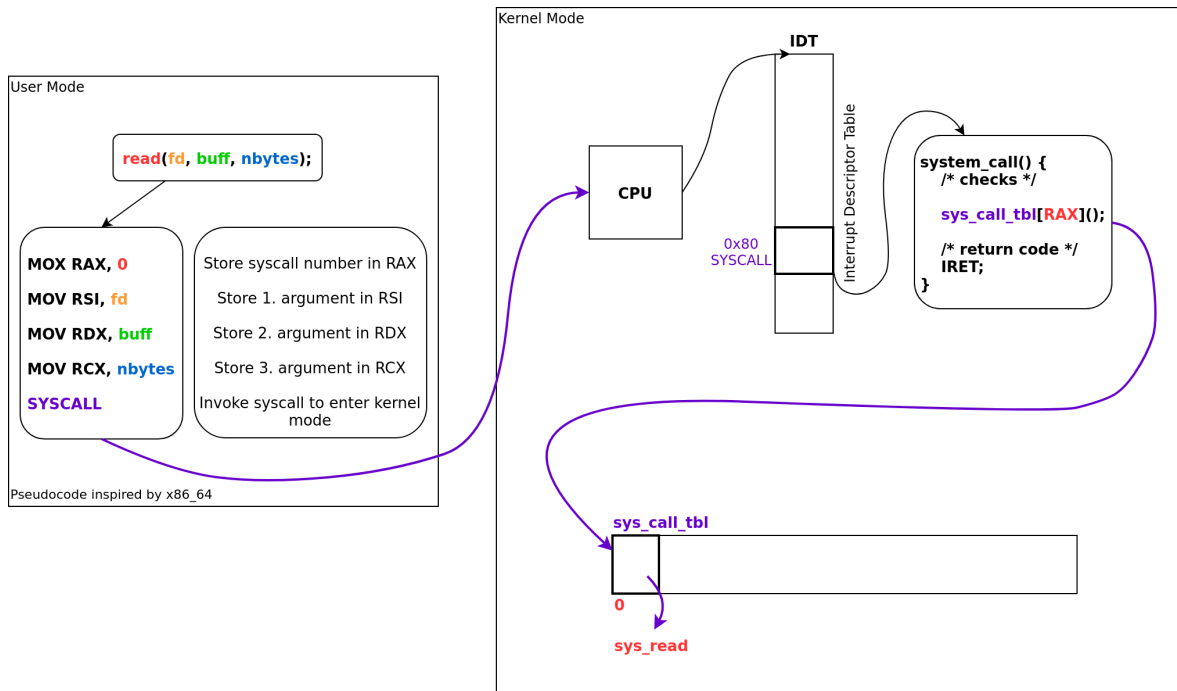 User Mode
read(fd, buff, nbytes);
MOX RAX, 0
MOV RSI, fd
MOV RDX, buff
MOV RCX, nbytes
SYSCALL
Store syscall number in RAX
Store 1. argument in RSI
Store 2. argument in RDX
Store 3. argument in RCX
Invoke syscall to enter kernel
mode
Pseudocode inspired by x86_64
Kernel Mode
CPU
IDT
Interrupt Descriptor Table
0x80
SYSCALL
system_call() {
/* checks */
sys_call_tbl[RAX]();
/* return code */
IRET;
}
sys_call_tbl
0
sys_read